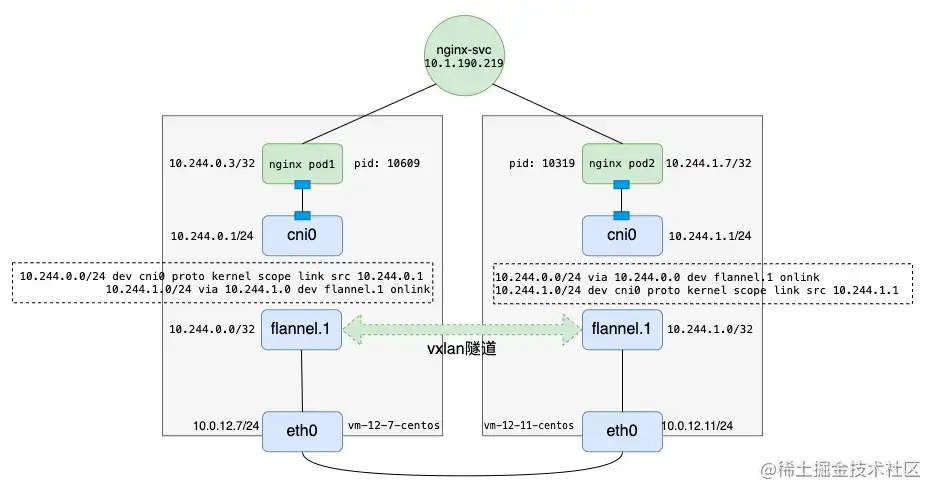 nginx-svc
10.1.190.219
10.244.0.3/32
nginx pod1
pid: 10609
pid: 10319
nginx pod2
10.244.1.7/32
10.244.0.1/24
cni0
cni0
10.244.1.1/24
10.244.0.0/24 dev cni0 proto kernel scope link src 10.244.0.1
10.244.1.0/24 via 10.244.1.0 dev flannel.1 onlink
10.244.0.0/24 via 10.244.0.0 dev flannel.1 onlink
10.244.1.0/24 dev cni0 proto kernel scope link src 10.244.1.1
10.244.0.0/32
flannel.1
flannel.1
10.244.1.0/32
vxlan隧道
10.0.12.7/24
eth0
vm-12-7-centos
vm-12-11-centos
eth0
10.0.12.11/24
@稀土掘金技术社区